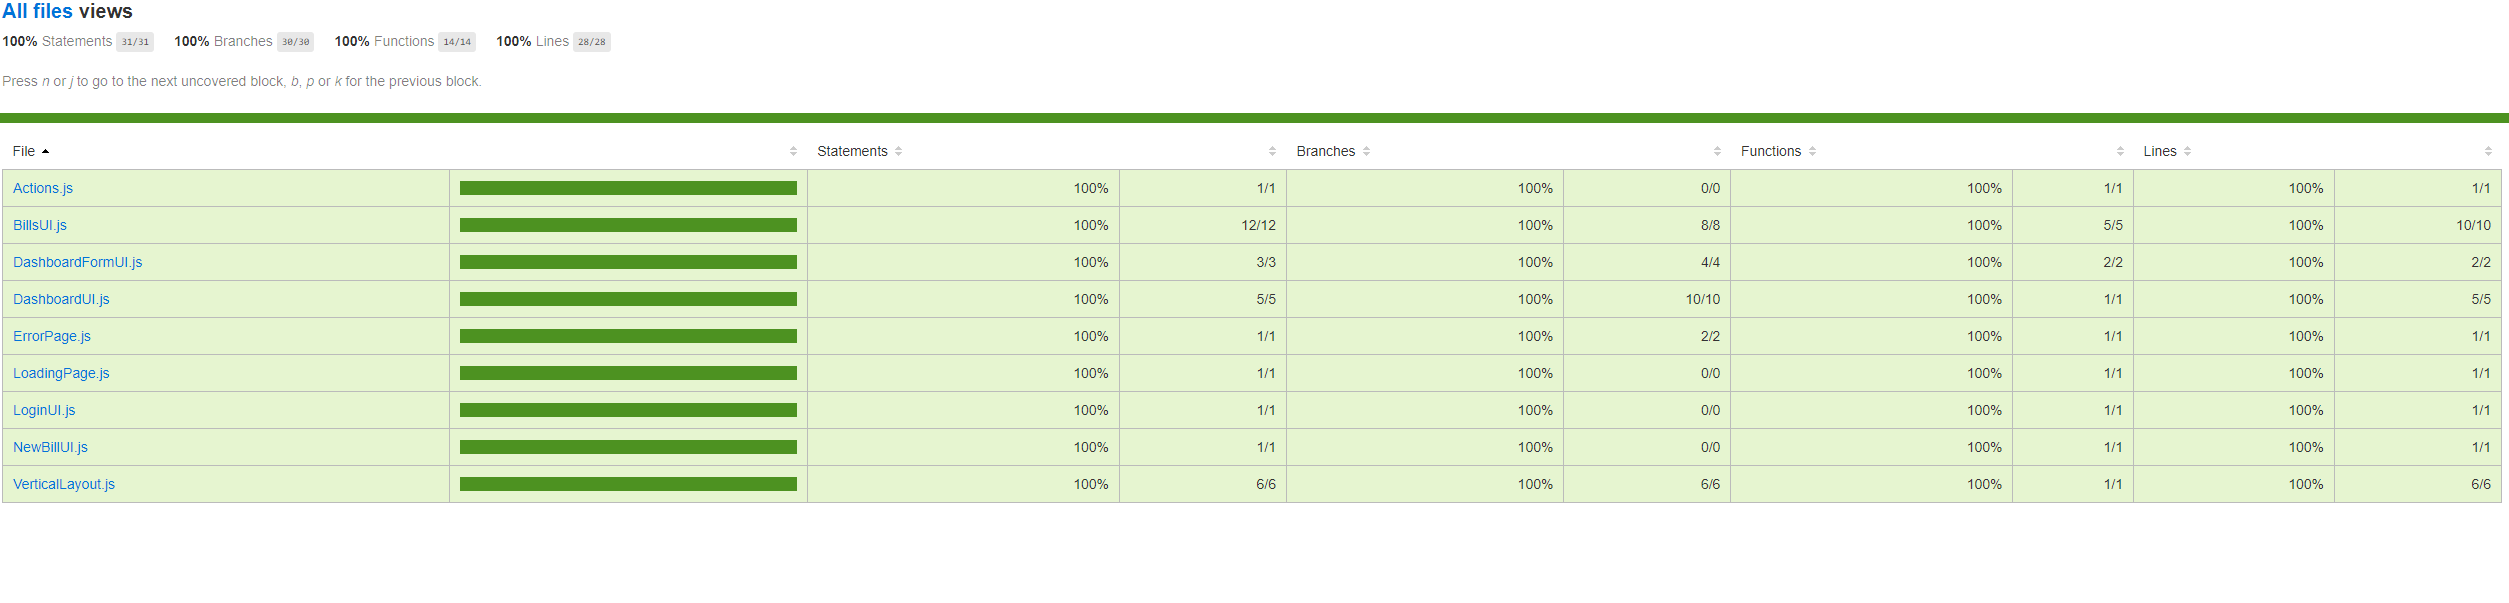 All files views
100% Statements 31/31 100% Branches 30/30 100% Functions 14/14 100% Lines 28/28
Press n or j to go to the next uncovered block, b, p or k for the previous block.
File Statements Branches Functions Lines
Actions.js 100% 1/1 100% 0/0 100% 1/1 100% 1/1
BillsUI.js 100% 12/12 100% 8/8 100% 5/5 100% 10/10
DashboardFormUI.js 100% 3/3 100% 4/4 100% 2/2 100% 2/2
DashboardUI.js 100% 5/5 100% 10/10 100% 1/1 100% 5/5
ErrorPage.js 100% 1/1 100% 2/2 100% 1/1 100% 1/1
LoadingPage.js 100% 1/1 100% 0/0 100% 1/1 100% 1/1
LoginUI.js 100% 1/1 100% 0/0 100% 1/1 100% 1/1
NewBillUI.js 100% 1/1 100% 0/0 100% 1/1 100% 1/1
VerticalLayout.js 100% 6/6 100% 6/6 100% 1/1 100% 6/6